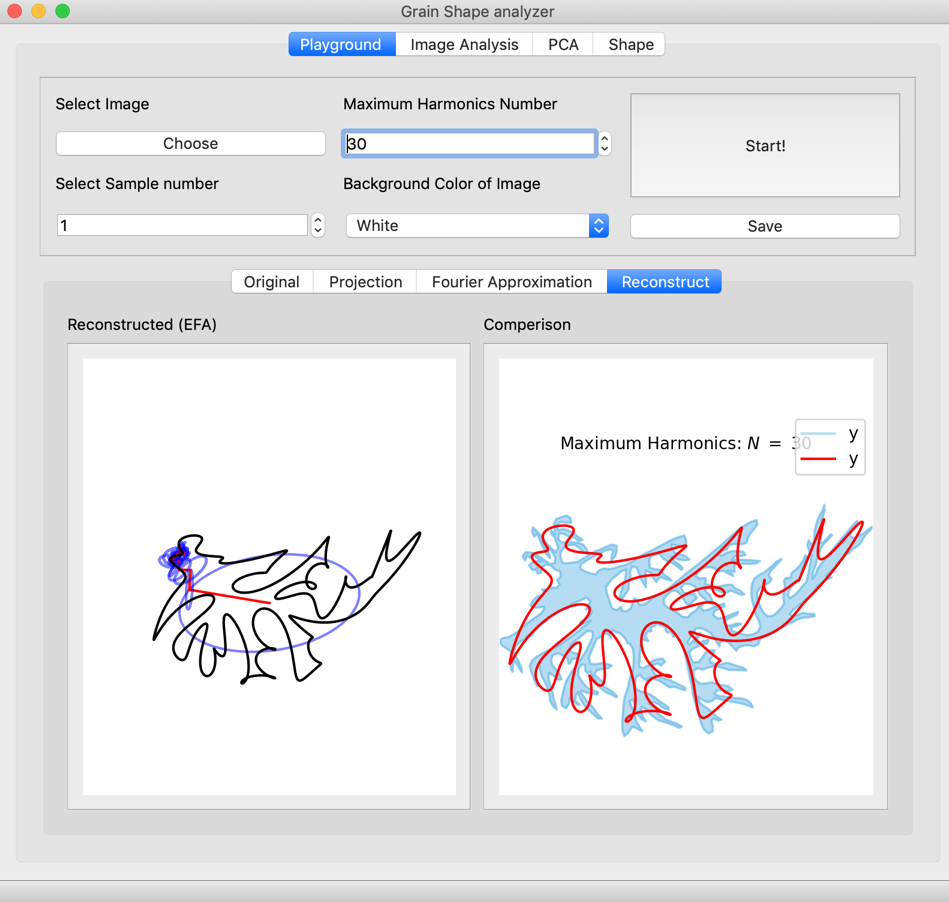 Grain Shape analyzer
Playground Image Analysis PCA Shape
Select Image
Maximum Harmonics Number
Choose
30
Start!
Select Sample number
Background Color of Image
1
White
Save
Original Projection Fourier Approximation Reconstruct
Reconstructed (EFA)
Comperison
Maximum Harmonics: N = 30
y
y